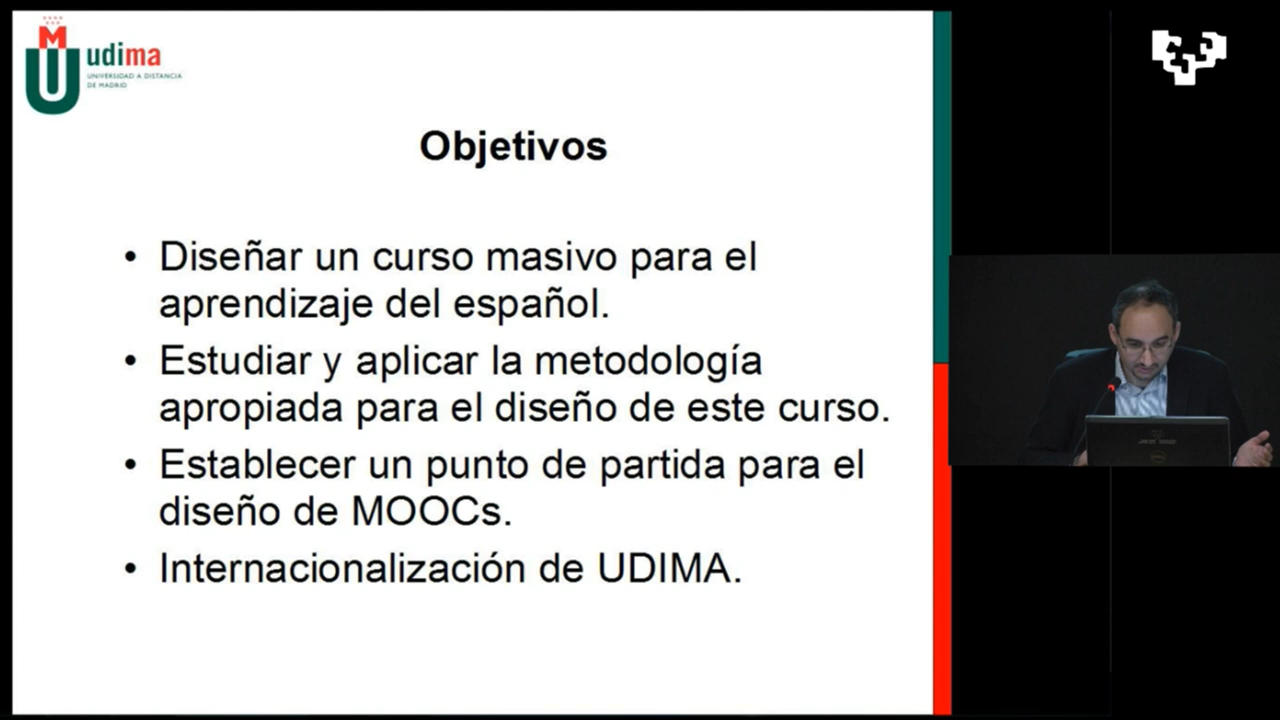 M
U
udima
UNIVERSIDAD A DISTANCIA
DE MADRID
Objetivos
• Diseñar un curso masivo para el
aprendizaje del español.
• Estudiar y aplicar la metodología
apropiada para el diseño de este curso.
• Establecer un punto de partida para el
diseño de MOOCs.
• Internacionalización de UDIMA.